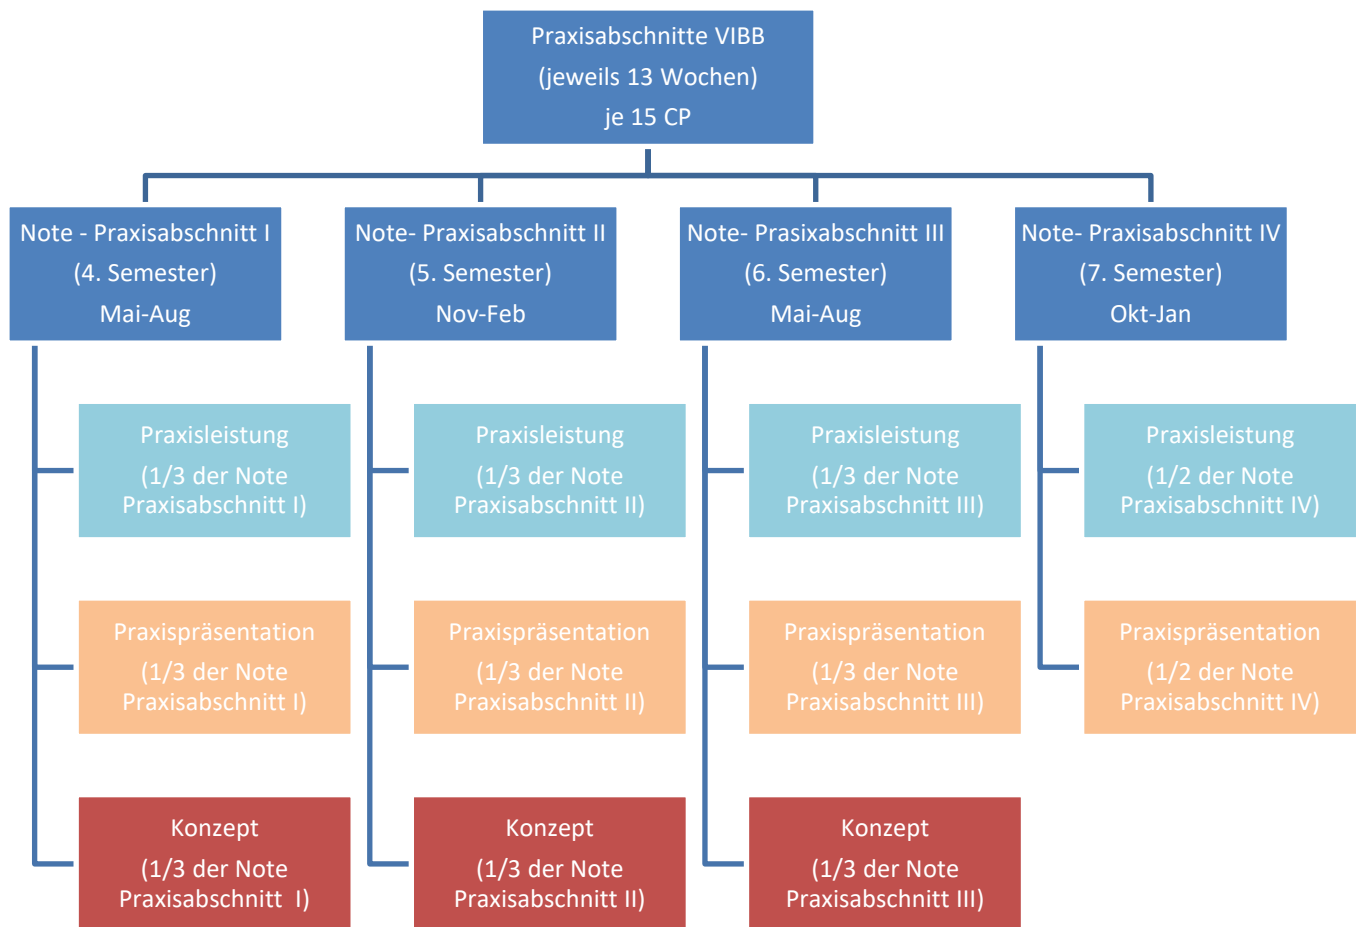 Praxisabschnitte VIBB
(jeweils 13 Wochen)
je 15 CP
Note - Praxisabschnitt I
(4. Semester)
Mai-Aug
Note- Praxisabschnitt II
(5. Semester)
Nov-Feb
Note- Prasixabschnitt III
(6. Semester)
Mai-Aug
Note- Praxisabschnitt IV
(7. Semester)
Okt-Jan
Praxisleistung
(1/3 der Note
Praxisabschnitt I)
Praxisleistung
(1/3 der Note
Praxisabschnitt II)
Praxisleistung
(1/3 der Note
Praxisabschnitt III)
Praxisleistung
(1/2 der Note
Praxisabschnitt IV)
Praxispräsentation
(1/3 der Note
Praxisabschnitt I)
Praxispräsentation
(1/3 der Note
Praxisabschnitt II)
Praxispräsentation
(1/3 der Note
Praxisabschnitt III)
Praxispräsentation
(1/2 der Note
Praxisabschnitt IV)
Konzept
(1/3 der Note
Praxisabschnitt I)
Konzept
(1/3 der Note
Praxisabschnitt II)
Konzept
(1/3 der Note
Praxisabschnitt III)